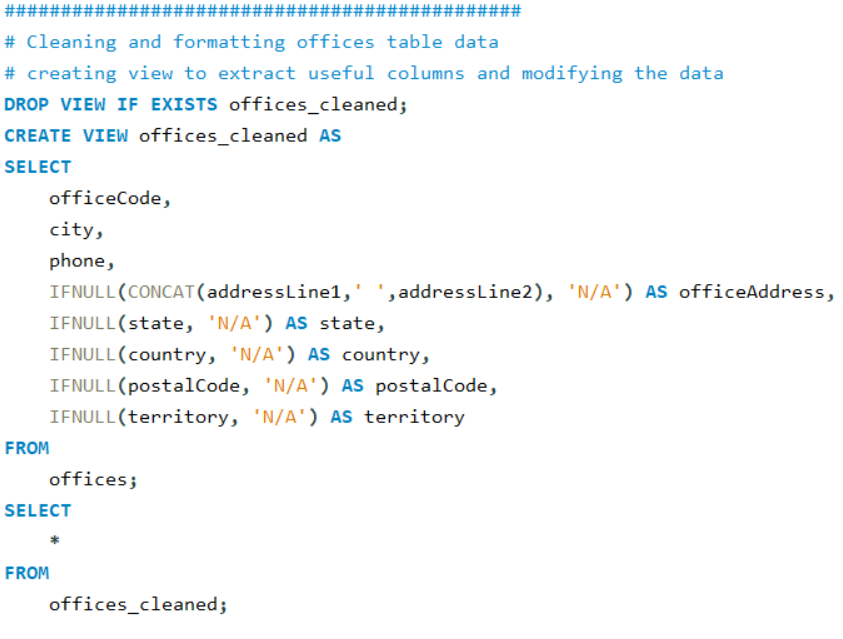 ##############################################
# Cleaning and formatting offices table data
# creating view to extract useful columns and modifying the data
DROP VIEW IF EXISTS offices_cleaned;
CREATE VIEW offices_cleaned AS
SELECT
    officeCode,
    city,
    phone,
    IFNULL(CONCAT(addressLine1,' ',addressLine2), 'N/A') AS officeAddress,
    IFNULL(state, 'N/A') AS state,
    IFNULL(country, 'N/A') AS country,
    IFNULL(postalCode, 'N/A') AS postalCode,
    IFNULL(territory, 'N/A') AS territory
FROM
    offices;
SELECT
    *
FROM
    offices_cleaned;